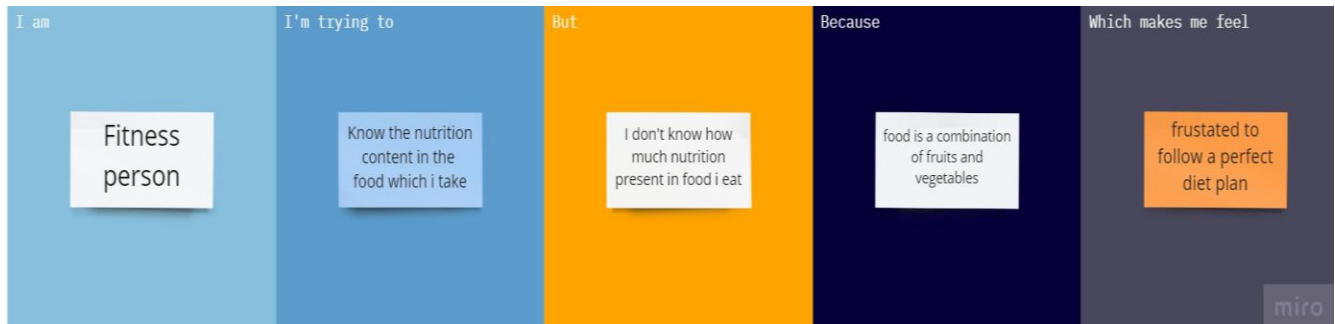 I am
Fitness
person
I'm trying to
Know the nutrition
content in the
food which i take
But
I don't know how
much nutrition
present in food i eat
Because
food is a combination
of fruits and
vegetables
Which makes me feel
frustated to
follow a perfect
diet plan
miro